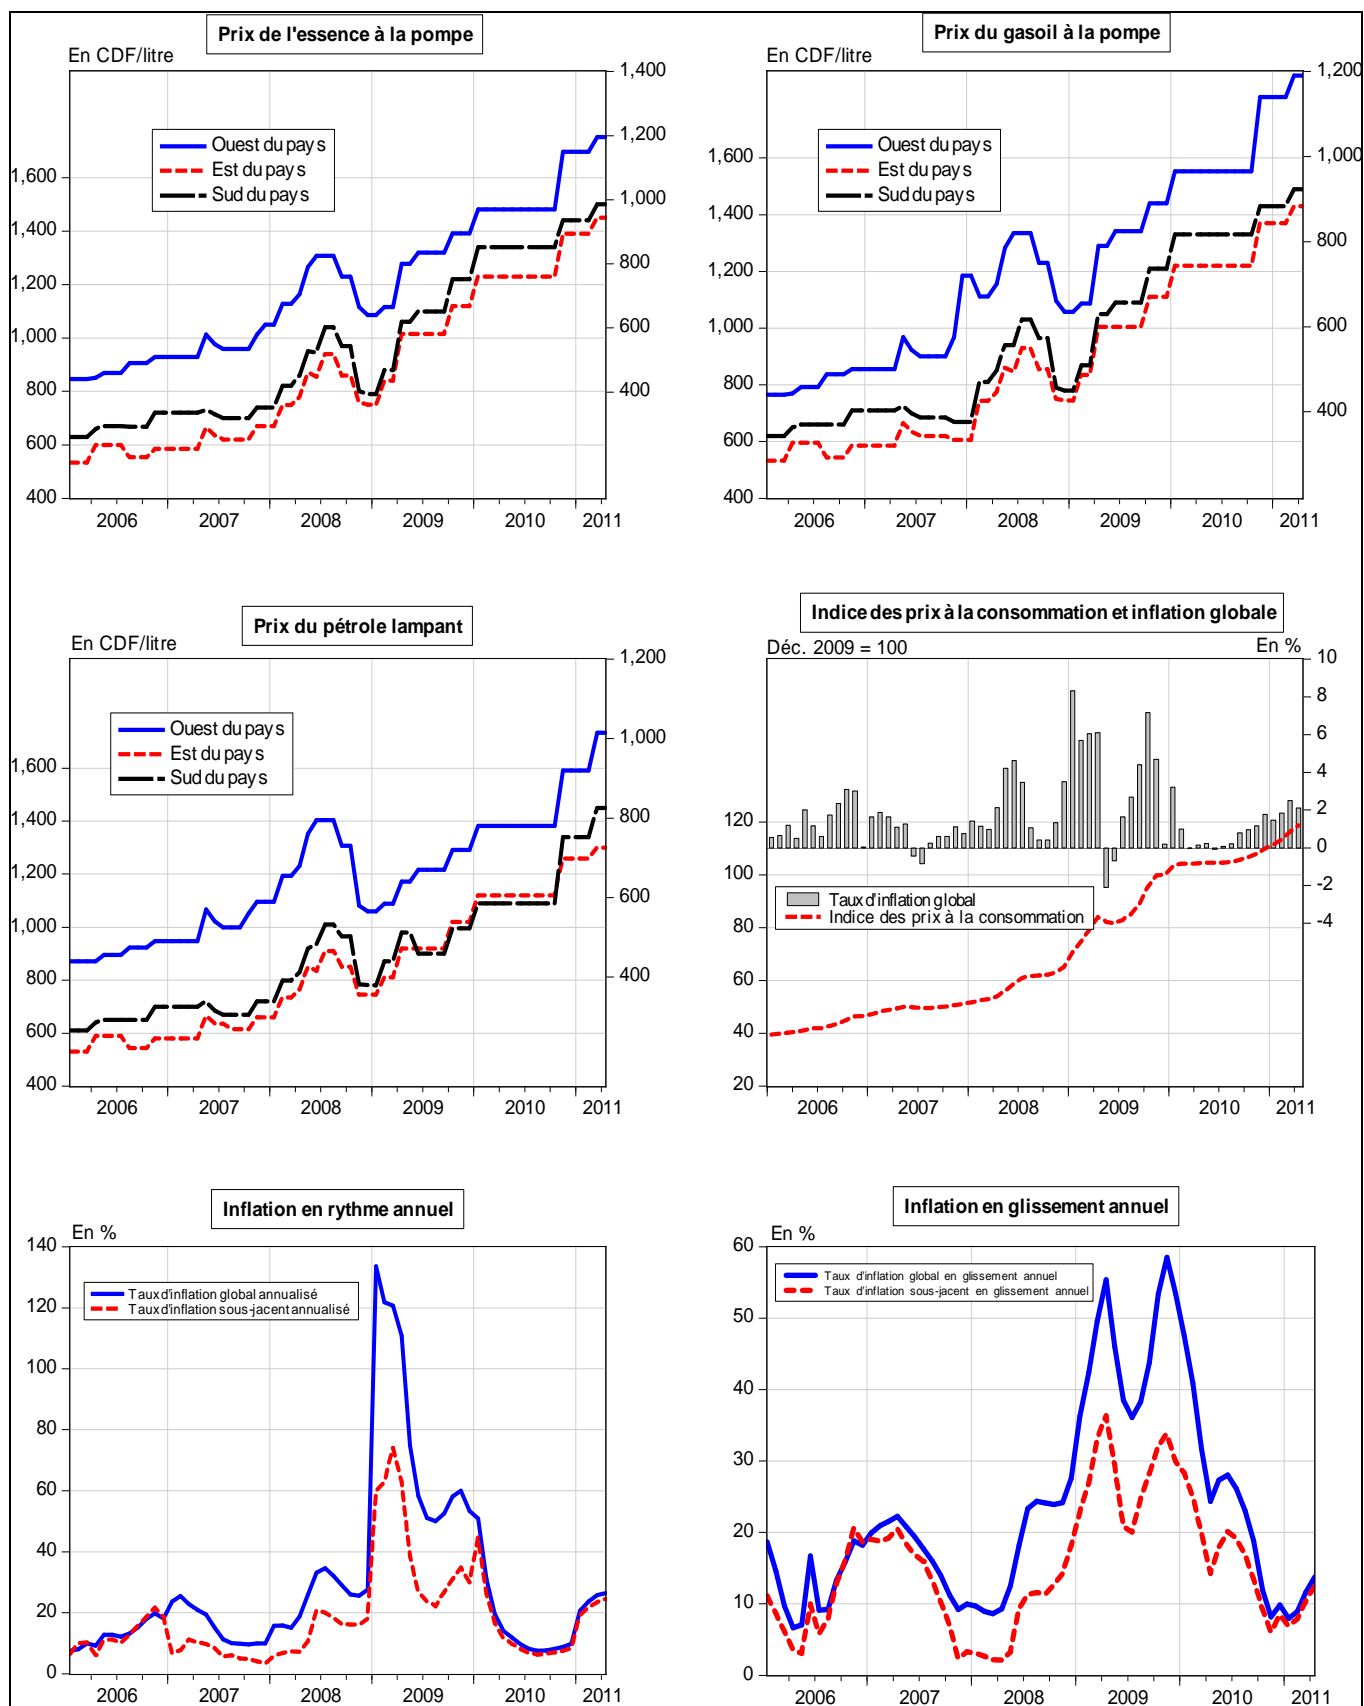 Prix de l'essence à la pompe
En CDF/litre
1,400
1,200
1,000
800
600
400
1,600
1,400
1,200
1,000
800
600
400
Ouest du pays
Est du pays
Sud du pays
2006 2007 2008 2009 2010 2011
Prix du gasoil à la pompe
En CDF/litre
1,200
1,000
800
600
400
1,600
1,400
1,200
1,000
800
600
400
Ouest du pays
Est du pays
Sud du pays
2006 2007 2008 2009 2010 2011
Prix du pétrole lampant
En CDF/litre
1,200
1,000
800
600
400
1,600
1,400
1,200
1,000
800
600
400
Ouest du pays
Est du pays
Sud du pays
2006 2007 2008 2009 2010 2011
Indice des prix à la consommation et inflation globale
Déc. 2009 = 100
En %
10
8
6
4
2
0
-2
-4
120
100
80
60
40
20
Taux d'inflation global
Indice des prix à la consommation
2006 2007 2008 2009 2010 2011
Inflation en rythme annuel
En %
140
120
100
80
60
40
20
0
Taux d'inflation global annualisé
Taux d'inflation sous-jacent annualisé
2006 2007 2008 2009 2010 2011
Inflation en glissement annuel
En %
60
50
40
30
20
10
0
Taux d'inflation global en glissement annuel
Taux d'inflation sous-jacent en glissement annuel
2006 2007 2008 2009 2010 2011